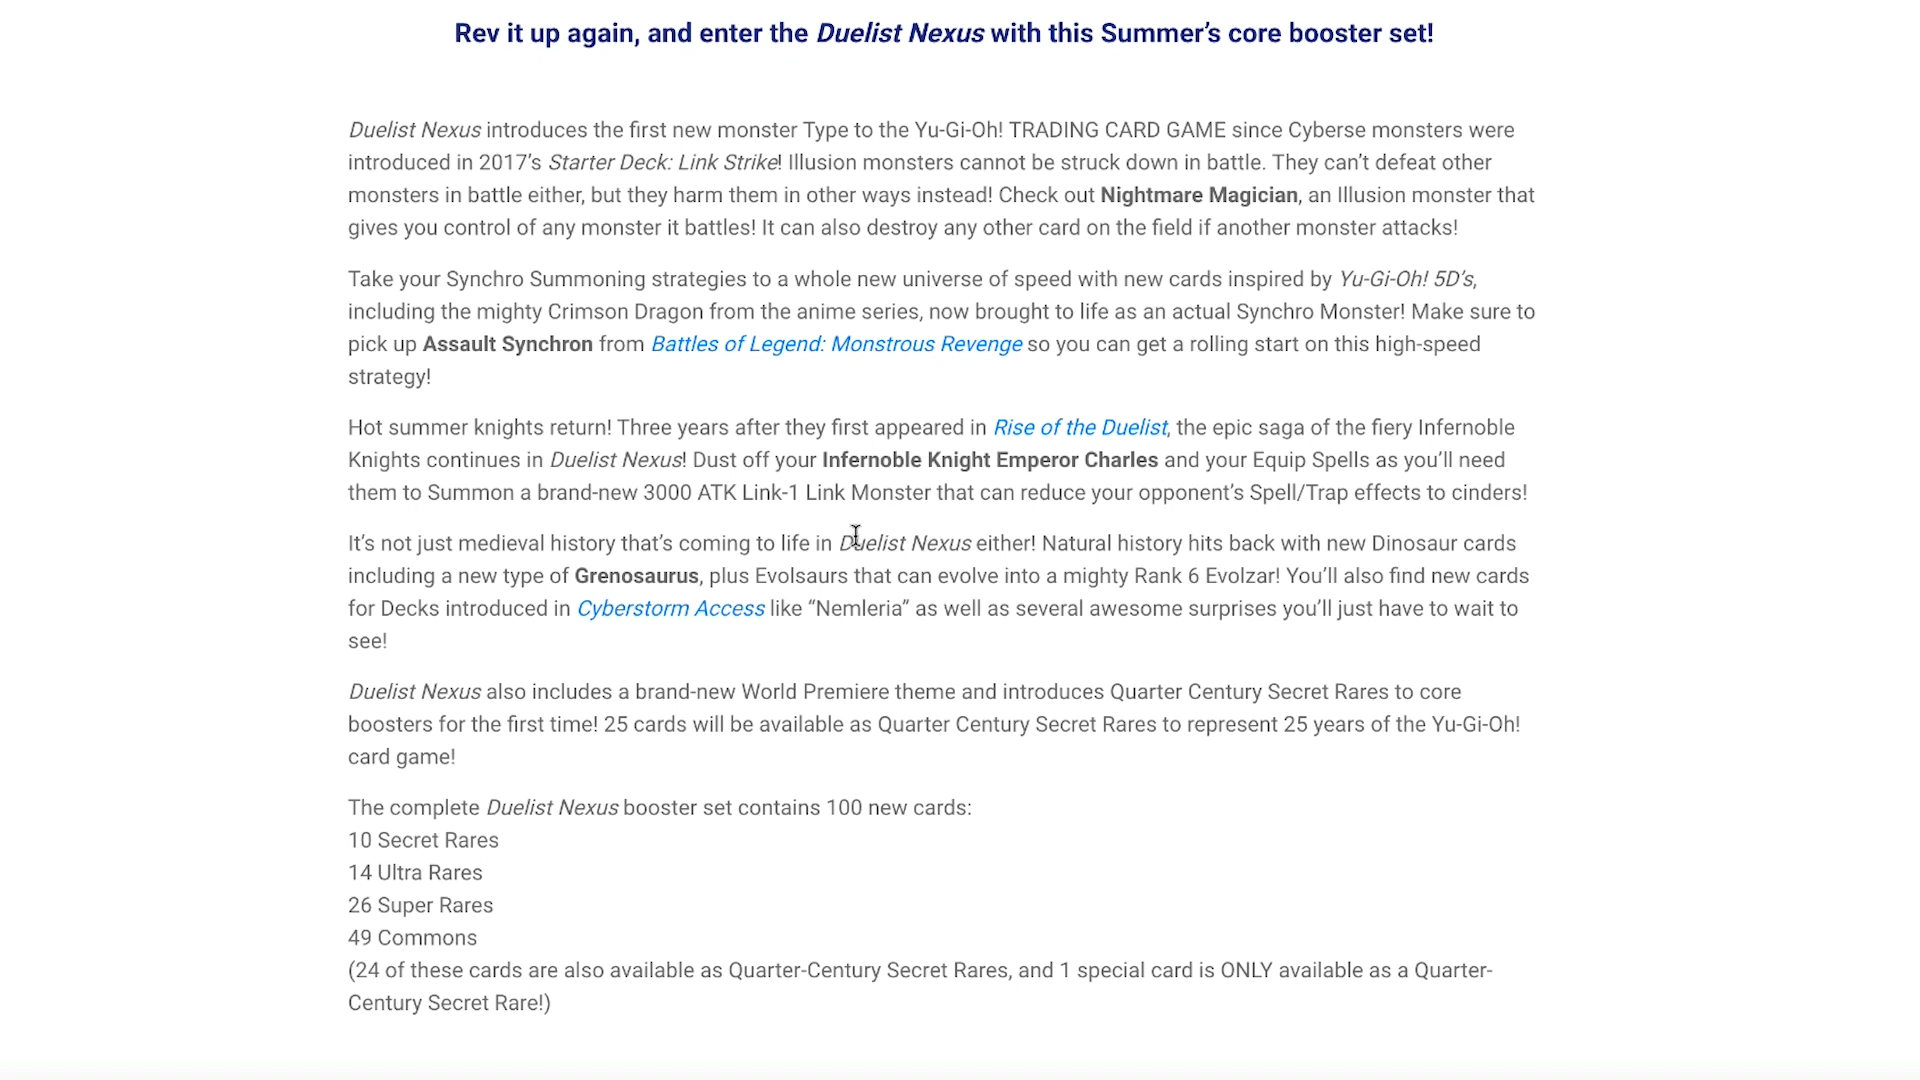 Rev it up again, and enter the Duelist Nexus with this Summer’s core booster set!
Duelist Nexus introduces the first new monster Type to the Yu-Gi-Oh! TRADING CARD GAME since Cyberse monsters were
introduced in 2017’s Starter Deck: Link Strike! Illusion monsters cannot be struck down in battle. They can’t defeat other
monsters in battle either, but they harm them in other ways instead! Check out Nightmare Magician, an Illusion monster that
gives you control of any monster it battles! It can also destroy any other card on the field if another monster attacks!
Take your Synchro Summoning strategies to a whole new universe of speed with new cards inspired by Yu-Gi-Oh! 5D’s,
including the mighty Crimson Dragon from the anime series, now brought to life as an actual Synchro Monster! Make sure to
pick up Assault Synchron from Battles of Legend: Monstrous Revenge so you can get a rolling start on this high-speed
strategy!
Hot summer knights return! Three years after they first appeared in Rise of the Duelist, the epic saga of the fiery Infernoble
Knights continues in Duelist Nexus! Dust off your Infernoble Knight Emperor Charles and your Equip Spells as you’ll need
them to Summon a brand-new 3000 ATK Link-1 Link Monster that can reduce your opponent’s Spell/Trap effects to cinders!
It’s not just medieval history that’s coming to life in Duelist Nexus either! Natural history hits back with new Dinosaur cards
including a new type of Grenosaurus, plus Evolsaurs that can evolve into a mighty Rank 6 Evolzar! You’ll also find new cards
for Decks introduced in Cyberstorm Access like “Nemleria” as well as several awesome surprises you’ll just have to wait to
see!
Duelist Nexus also includes a brand-new World Premiere theme and introduces Quarter Century Secret Rares to core
boosters for the first time! 25 cards will be available as Quarter Century Secret Rares to represent 25 years of the Yu-Gi-Oh!
card game!
The complete Duelist Nexus booster set contains 100 new cards:
10 Secret Rares
14 Ultra Rares
26 Super Rares
49 Commons
(24 of these cards are also available as Quarter-Century Secret Rares, and 1 special card is ONLY available as a Quarter-
Century Secret Rare!)